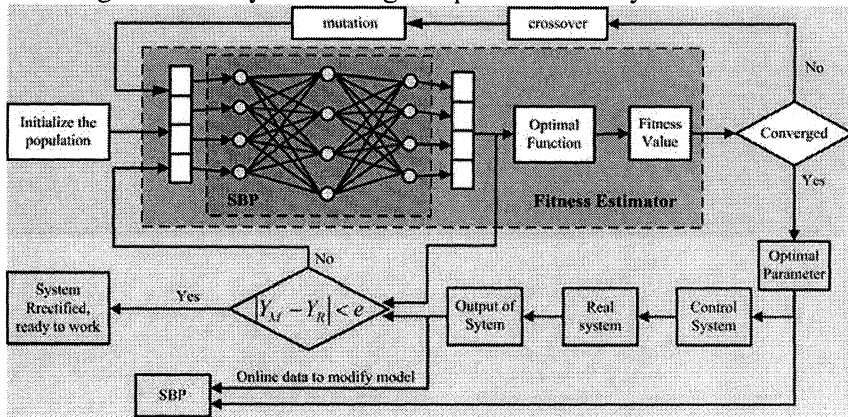 mutation
crossover
No
Initialize the
population
Optimal
Function
Fitness
Value
Converged
SBP
Fitness Estimator
Yes
No
Optimal
Parameter
System
Rrectified,
ready to work
Yes
|Y_M − Y_R| < e
Output of
Sytem
Real
system
Control
System
Online data to modify model
SBP